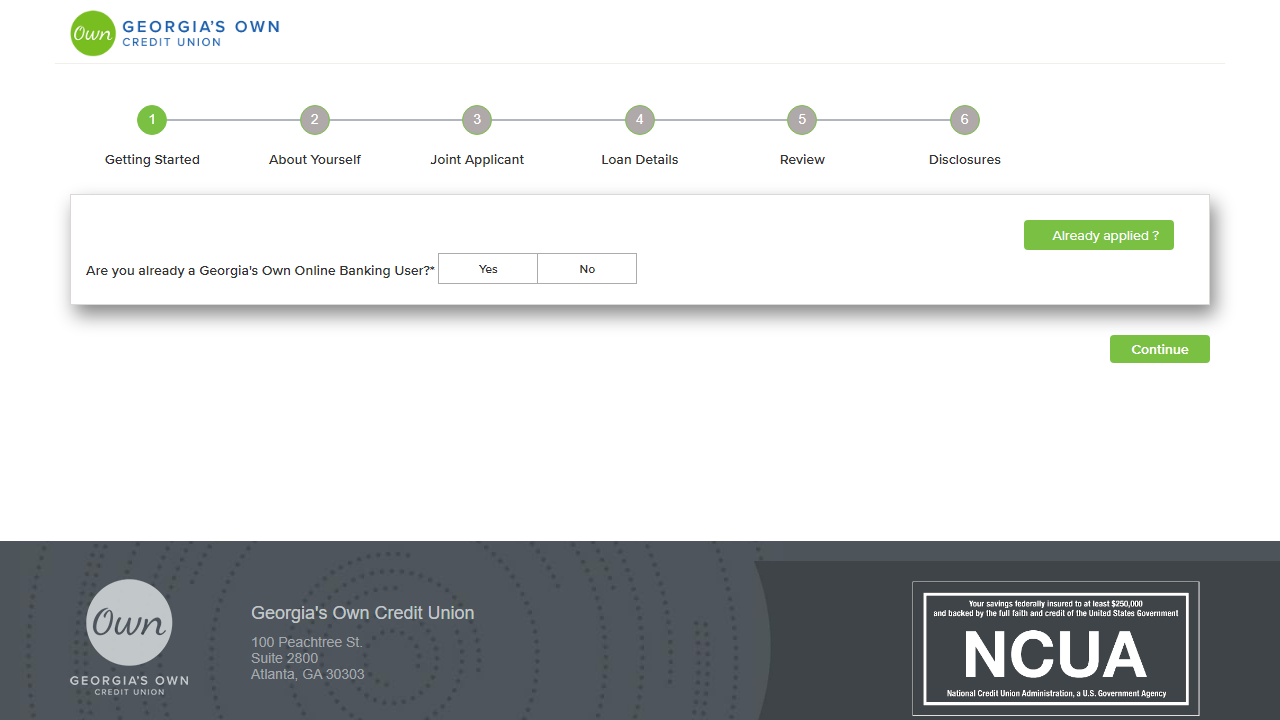 Own GEORGIA'S OWN
CREDIT UNION
1 2 3 4 5 6
Getting Started About Yourself Joint Applicant Loan Details Review Disclosures
Already applied ?
Are you already a Georgia's Own Online Banking User?* Yes No
Continue
Own
GEORGIA'S OWN
CREDIT UNION
Georgia's Own Credit Union
100 Peachtree St.
Suite 2800
Atlanta, GA 30303
Your savings federally insured to at least $250,000
and backed by the full faith and credit of the United States Government
NCUA
National Credit Union Administration, a U.S. Government Agency